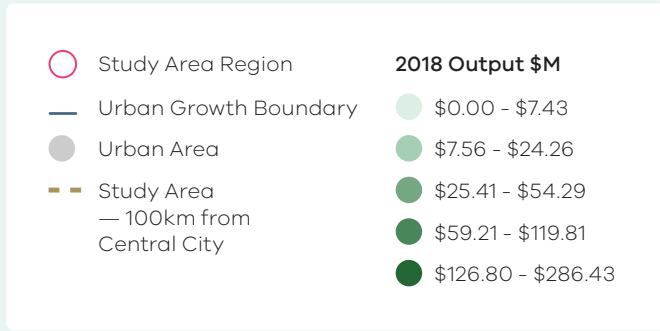 Study Area Region
Urban Growth Boundary
Urban Area
Study Area
— 100km from
Central City
2018 Output $M
$0.00 - $7.43
$7.56 - $24.26
$25.41 - $54.29
$59.21 - $119.81
$126.80 - $286.43